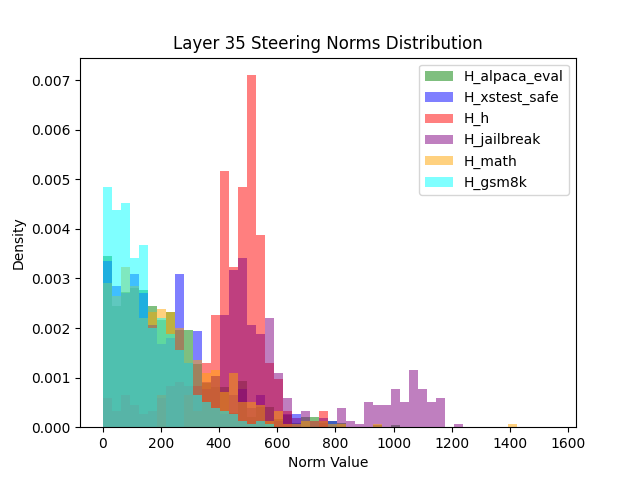 Layer 35 Steering Norms Distribution
Density
0.007
0.006
0.005
0.004
0.003
0.002
0.001
0.000
H_alpaca_eval
H_xstest_safe
H_h
H_jailbreak
H_math
H_gsm8k
0 200 400 600 800 1000 1200 1400 1600
Norm Value